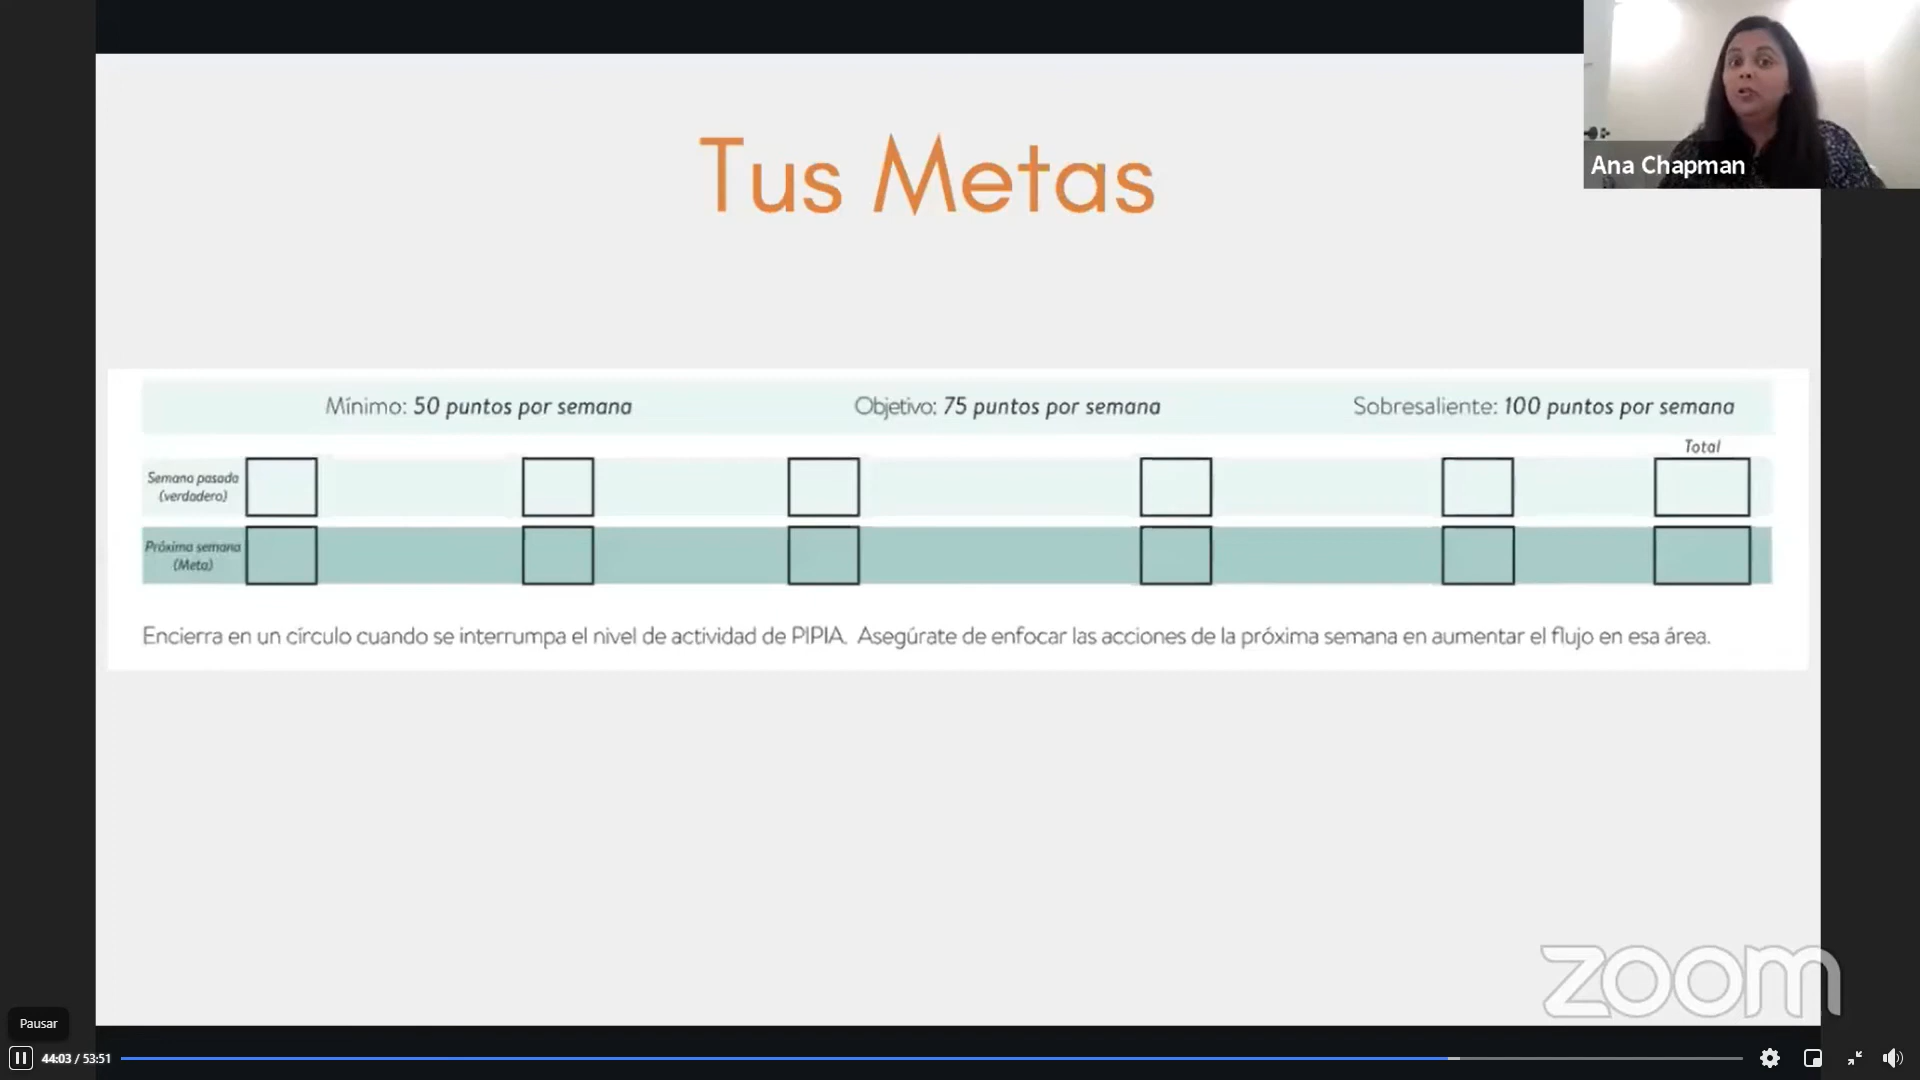 Tus Metas
Ana Chapman
Mínimo: 50 puntos por semana
Objetivo: 75 puntos por semana
Sobresaliente: 100 puntos por semana
Total
Semana pasada
(verdadero)
Próxima semana
(Meta)
Encierra en un círculo cuando se interrumpa el nivel de actividad de PIPIA. Asegúrate de enfocar las acciones de la próxima semana en aumentar el flujo en esa área.
zoom
Pausar
44:03 / 53:51